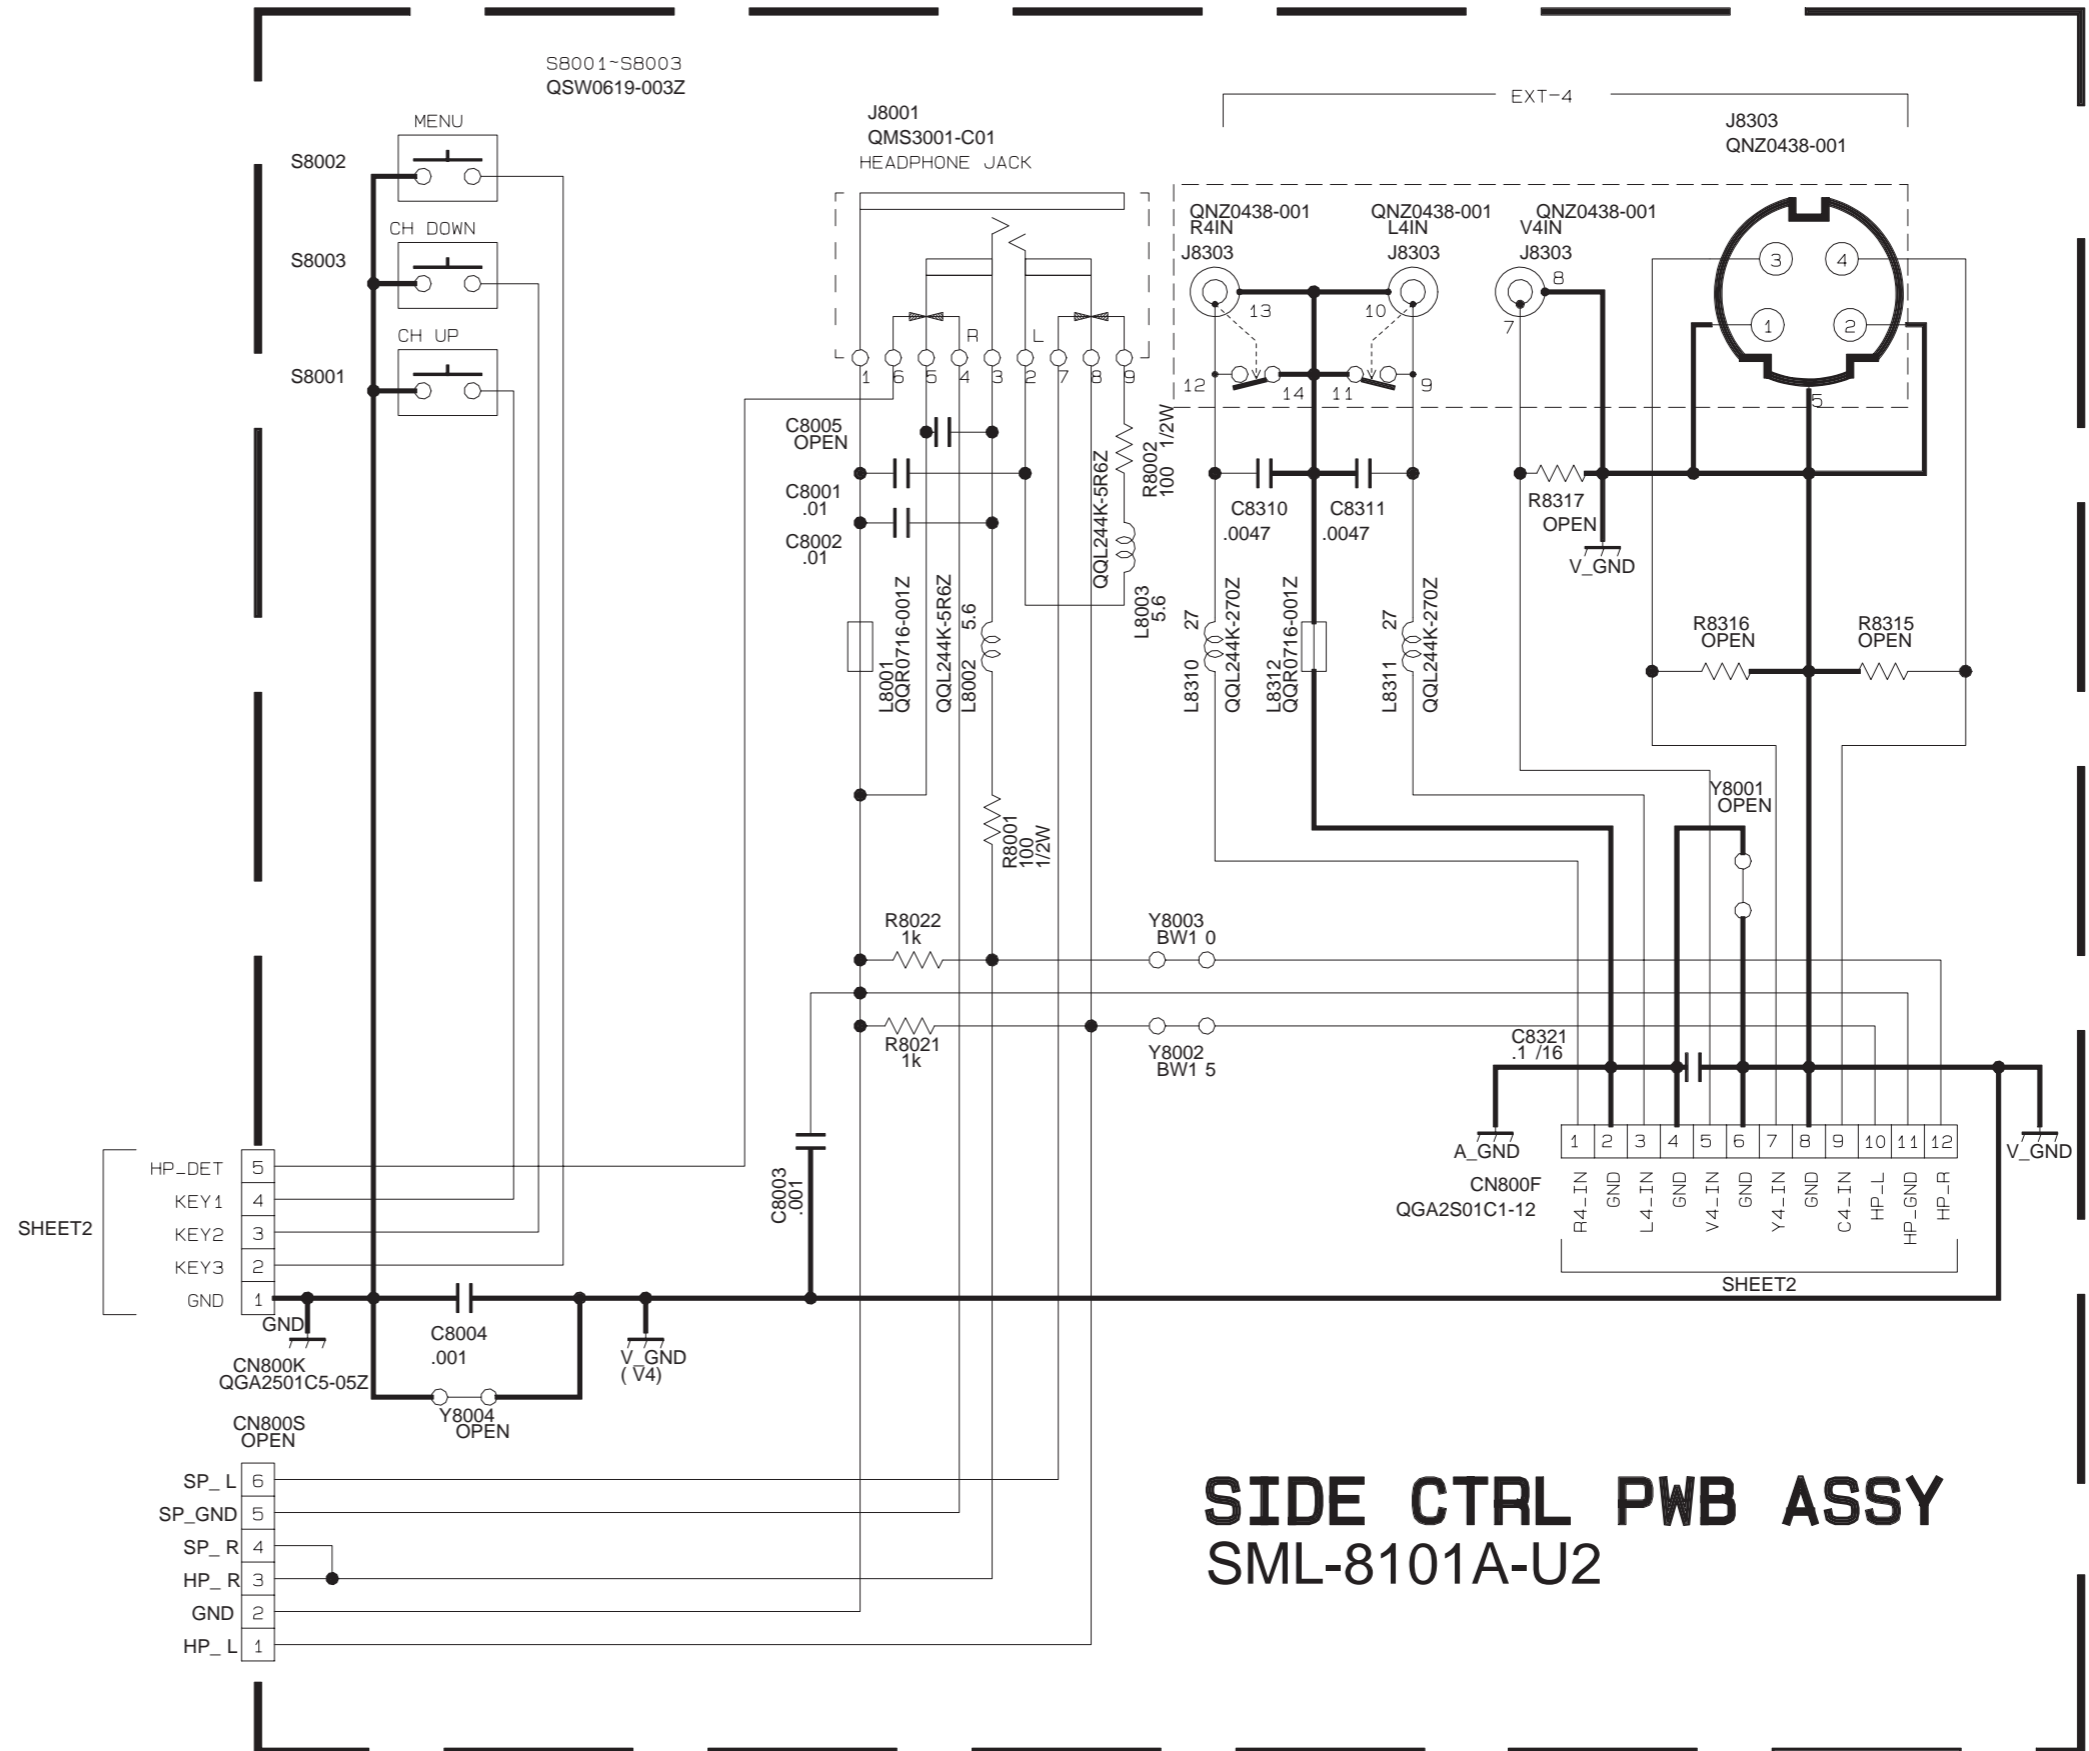 S8001~S8003
QSW0619-003Z
MENU
S8002
CH DOWN
S8003
CH UP
S8001
J8001
QMS3001-C01
HEADPHONE JACK
R
L
1
6
5
4
3
2
7
8
9
EXT-4
J8303
QNZ0438-001
QNZ0438-001
R4IN
J8303
QNZ0438-001
L4IN
J8303
QNZ0438-001
V4IN
J8303
13
10
8
7
12
14
11
9
3
4
1
2
5
C8005
OPEN
C8001
.01
C8002
.01
R8002
100
1/2W
QQL244K-5R6Z
L8003
5.6
L8001
QQR0716-001Z
QQL244K-5R6Z
L8002
5.6
R8001
100
1/2W
C8310
.0047
C8311
.0047
R8317
OPEN
V_GND
L8310
27
QQL244K-270Z
L8312
QQR0716-001Z
L8311
27
QQL244K-270Z
R8316
OPEN
R8315
OPEN
Y8001
OPEN
R8022
1k
Y8003
BW1 0
R8021
1k
Y8002
BW1 5
C8321
.1 /16
A_GND
V_GND
1 2 3 4 5 6 7 8 9 10 11 12
CN800F
QGA2S01C1-12
R4_IN
GND
L4_IN
GND
V4_IN
GND
Y4_IN
GND
C4_IN
HP_L
HP_GND
HP_R
SHEET2
C8003
.001
SHEET2
HP_DET 5
KEY1 4
KEY2 3
KEY3 2
GND 1
GND
CN800K
QGA2501C5-05Z
C8004
.001
V_GND
( V4)
Y8004
OPEN
CN800S
OPEN
SP_ L 6
SP_GND 5
SP_ R 4
HP_ R 3
GND 2
HP_ L 1
SIDE CTRL PWB ASSY
SML-8101A-U2